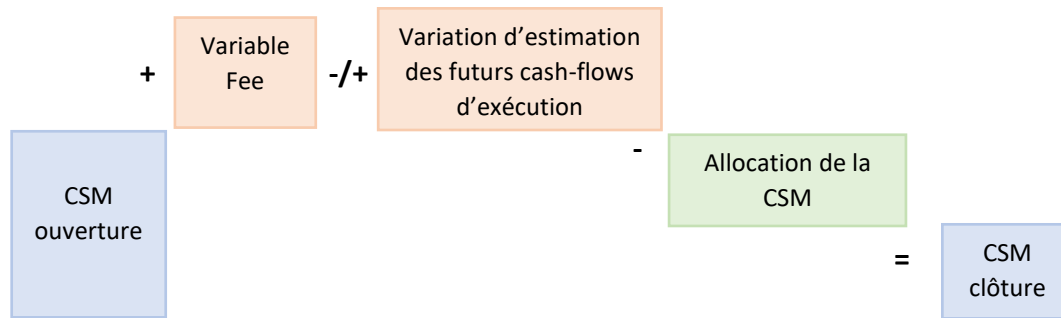 +
Variable
Fee
-/+
Variation d’estimation
des futurs cash-flows
d’exécution
CSM
ouverture
-
Allocation de la
CSM
=
CSM
clôture